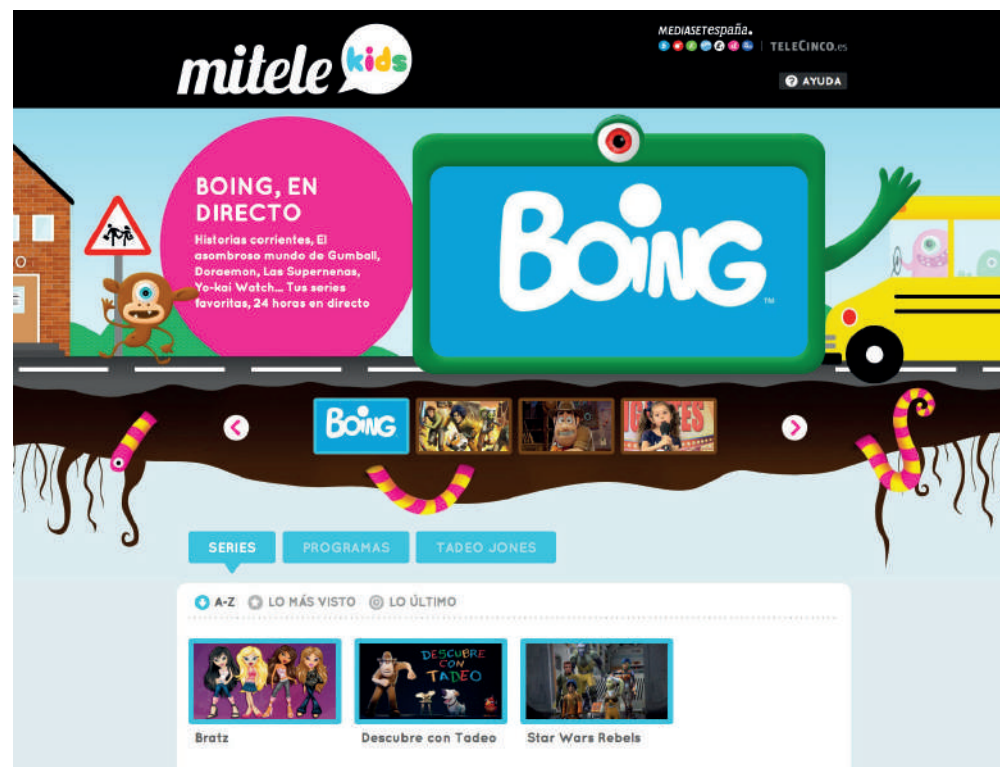 mitele kids
MEDIASETespaña.
TELECINCO.es
? AYUDA
BOING, EN
DIRECTO
Historias corrientes, El
asombroso mundo de Gumball,
Doraemon, Las Supernenas,
Yo-kai Watch... Tus series
favoritas, 24 horas en directo
BOING
TM
BOING
SERIES
PROGRAMAS
TADEO JONES
A-Z
LO MÁS VISTO
LO ÚLTIMO
DESCUBRE
CON
TADEO
Bratz
Descubre con Tadeo
Star Wars Rebels